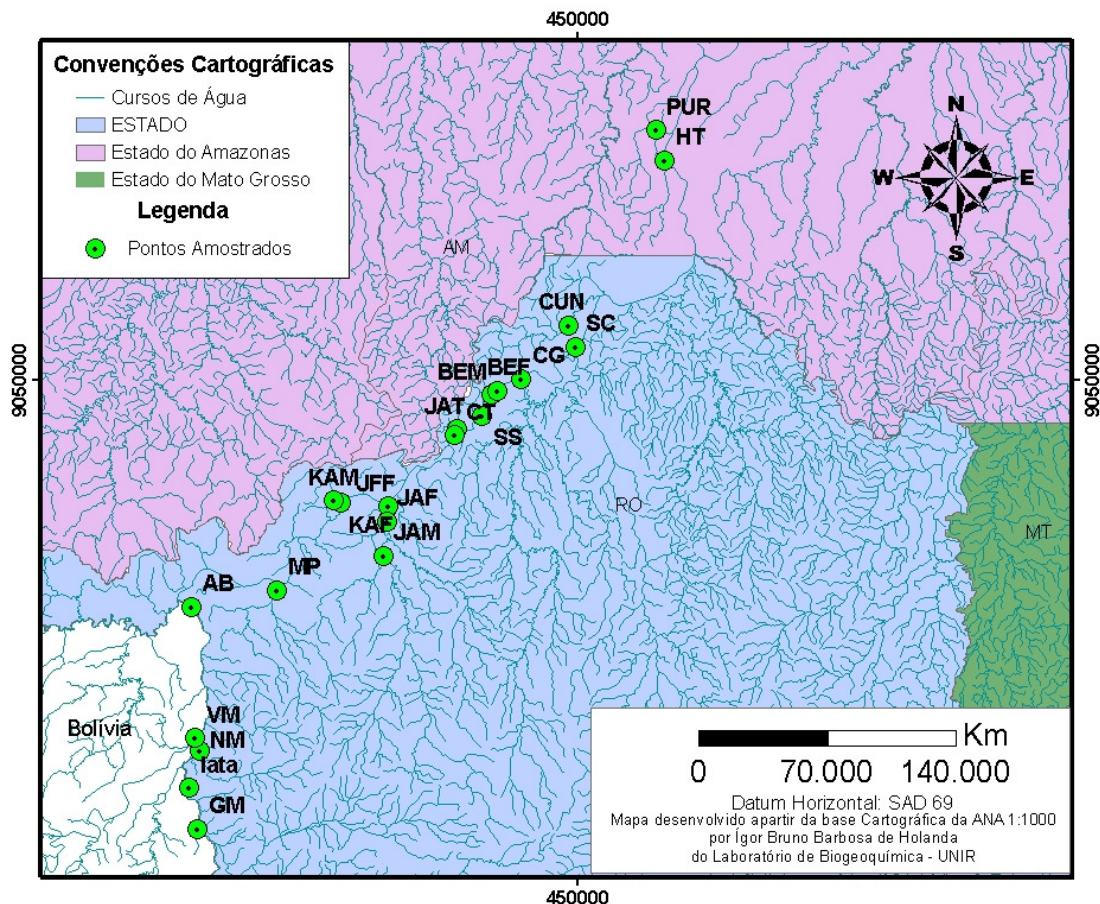 450000
Convenções Cartográficas
Cursos de Água
ESTADO
Estado do Amazonas
Estado do Mato Grosso
Legenda
Pontos Amostrados
PUR
HT
N
W
E
S
AM
CUN
SC
CG
BEM
BEF
JAT
CT
SS
9050000
9050000
KAM
JFF
JAF
KAF
JAM
RO
MT
AB
MP
Bolívia
VM
NM
Iata
GM
Km
0 70.000 140.000
Datum Horizontal: SAD 69
Mapa desenvolvido apartir da base Cartográfica da ANA 1:1000
por Ígor Bruno Barbosa de Holanda
do Laboratório de Biogeoquímica - UNIR
450000